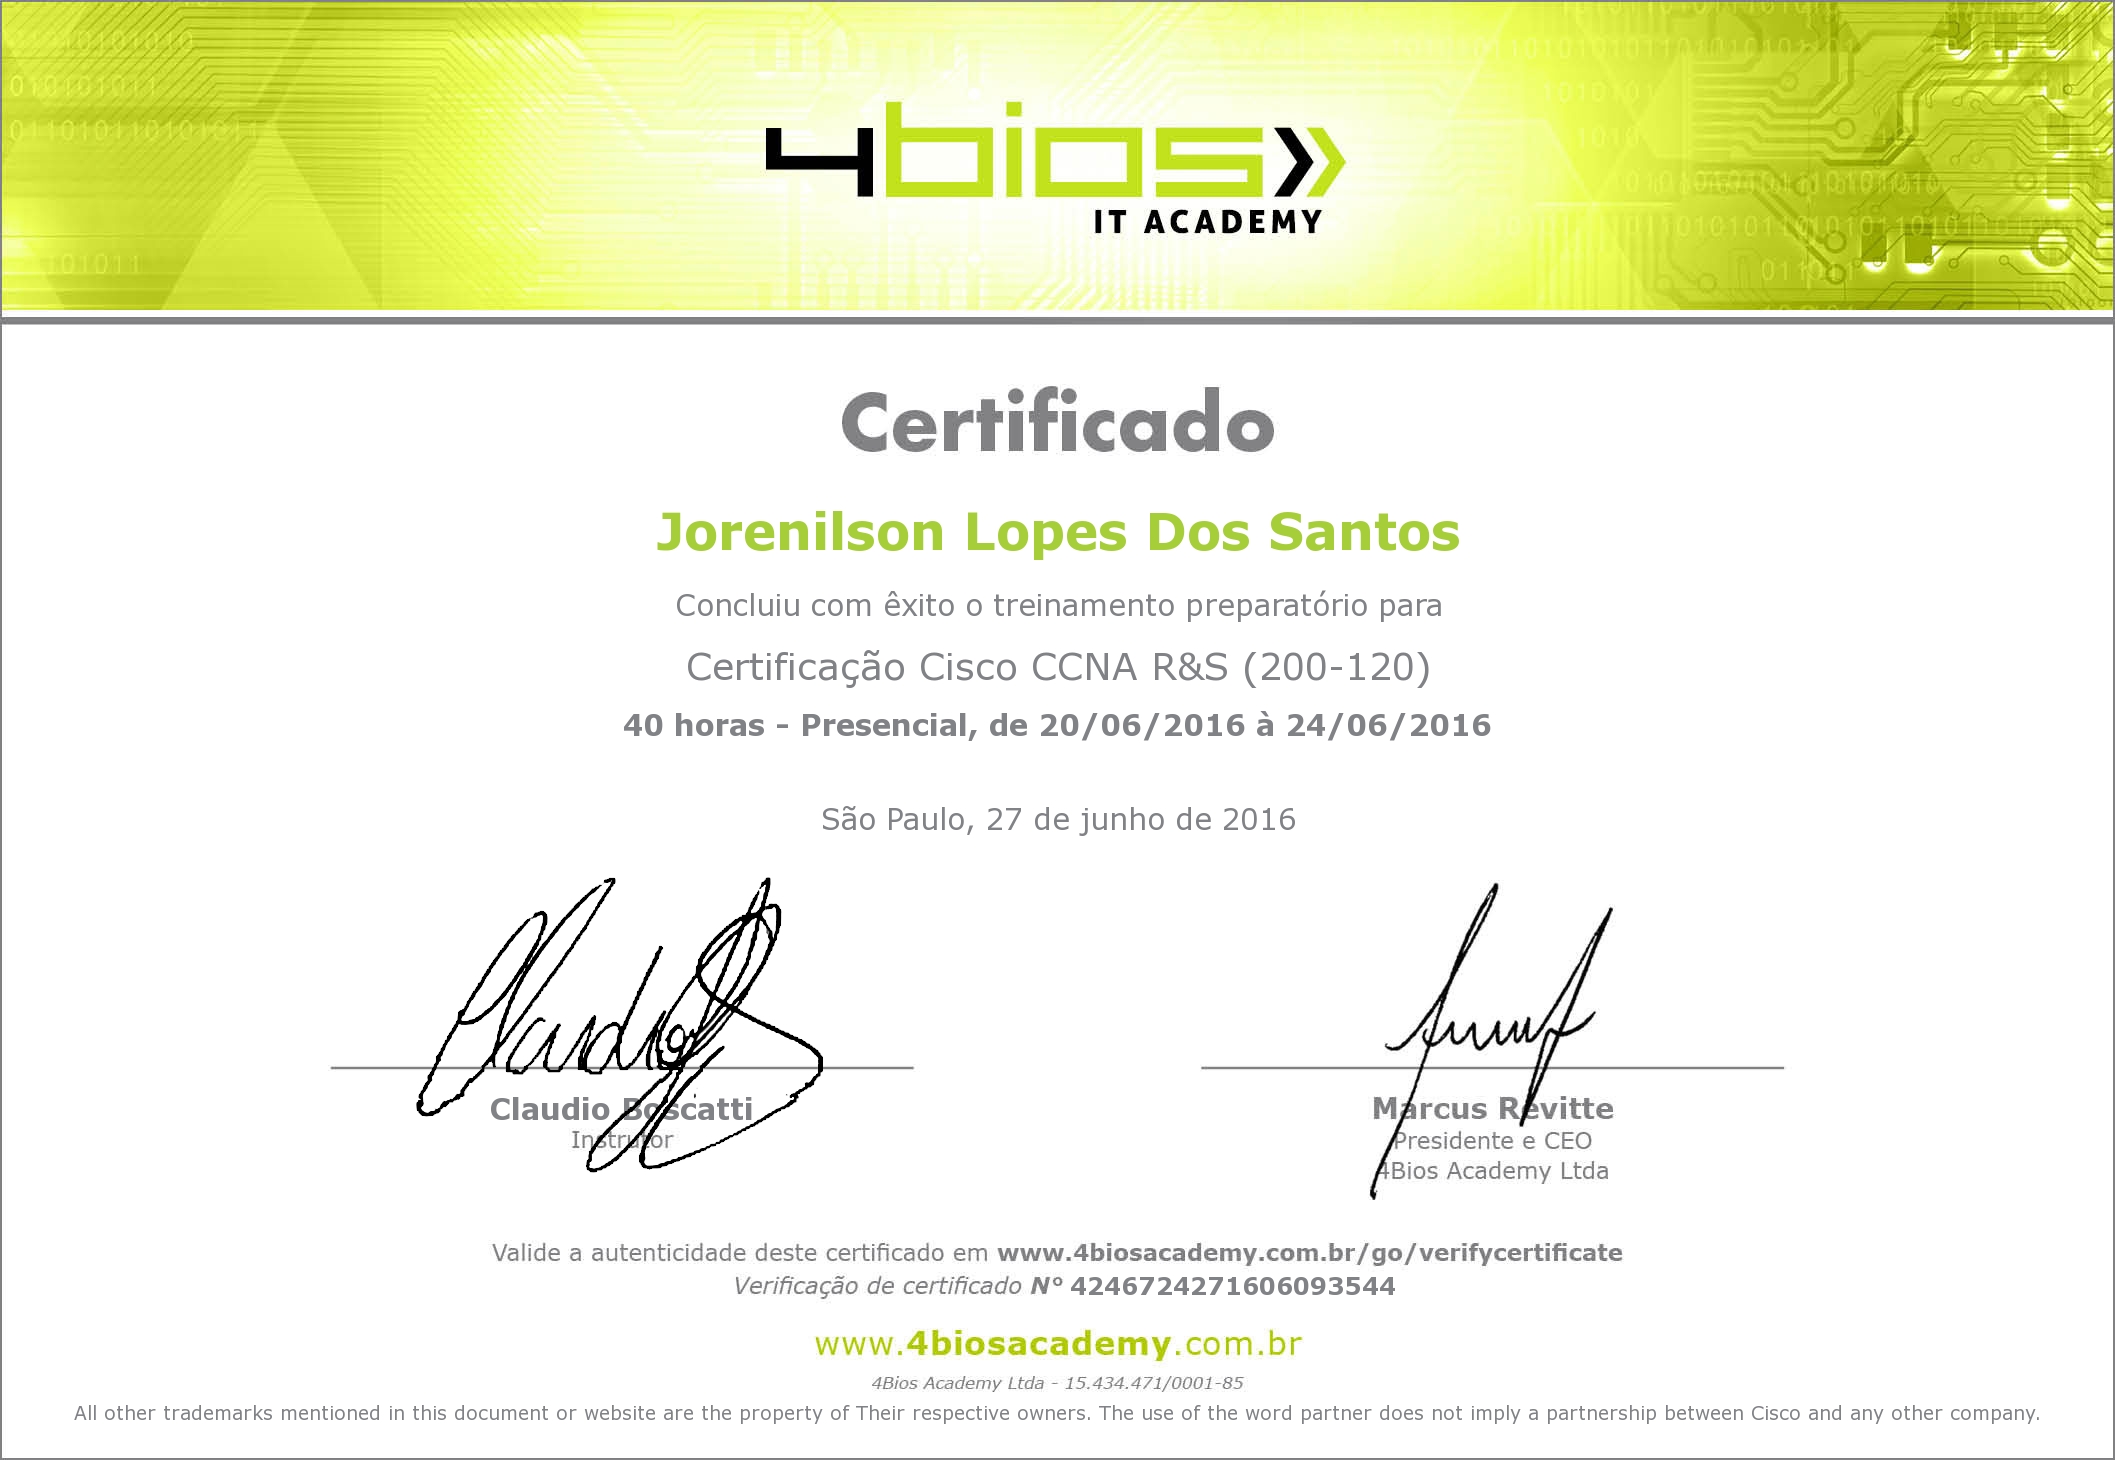 4bios
IT ACADEMY
Certificado
Jorenilson Lopes Dos Santos
Concluiu com êxito o treinamento preparatório para
Certificação Cisco CCNA R&S (200-120)
40 horas - Presencial, de 20/06/2016 à 24/06/2016
São Paulo, 27 de junho de 2016
Claudio Boscatti
Instrutor
Marcus Revitte
Presidente e CEO
4Bios Academy Ltda
Valide a autenticidade deste certificado em www.4biosacademy.com.br/go/verifycertificate
Verificação de certificado N° 4246724271606093544
www.4biosacademy.com.br
4Bios Academy Ltda - 15.434.471/0001-85
All other trademarks mentioned in this document or website are the property of Their respective owners. The use of the word partner does not imply a partnership between Cisco and any other company.